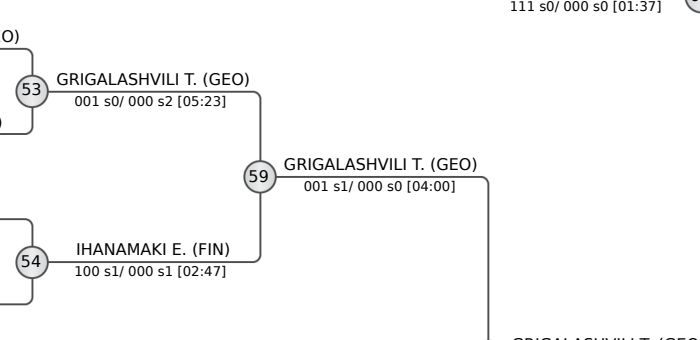 111 s0/ 000 s0 [01:37]
O)
53
GRIGALASHVILI T. (GEO)
001 s0/ 000 s2 [05:23]
)
59
GRIGALASHVILI T. (GEO)
001 s1/ 000 s0 [04:00]
54
IHANAMAKI E. (FIN)
100 s1/ 000 s1 [02:47]